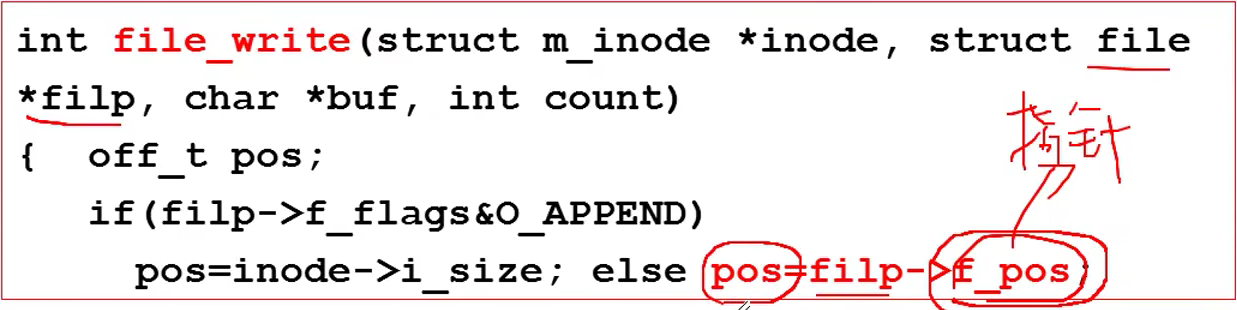 int file_write(struct m_inode *inode, struct file
*filp, char *buf, int count)
指针
{  off_t pos;
if(filp->f_flags&O_APPEND)
pos=inode->i_size; else pos=filp->f_pos;